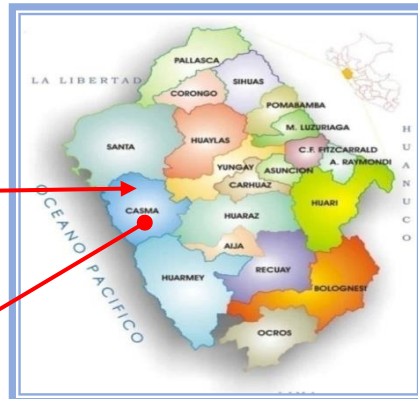 PALLASCA
LA LIBERTAD
SIHUAS
CORONGO
POMABAMBA
M. LUZURIAGA
SANTA
HUAYLAS
C.F. FITZCARRALD
A. RAYMONDI
YUNGAY
ASUNCION
CARHUAZ
HUANUCO
CASMA
HUARAZ
HUARI
AIJA
OCEANO PACIFICO
HUARMEY
RECUAY
BOLOGNESI
OCROS